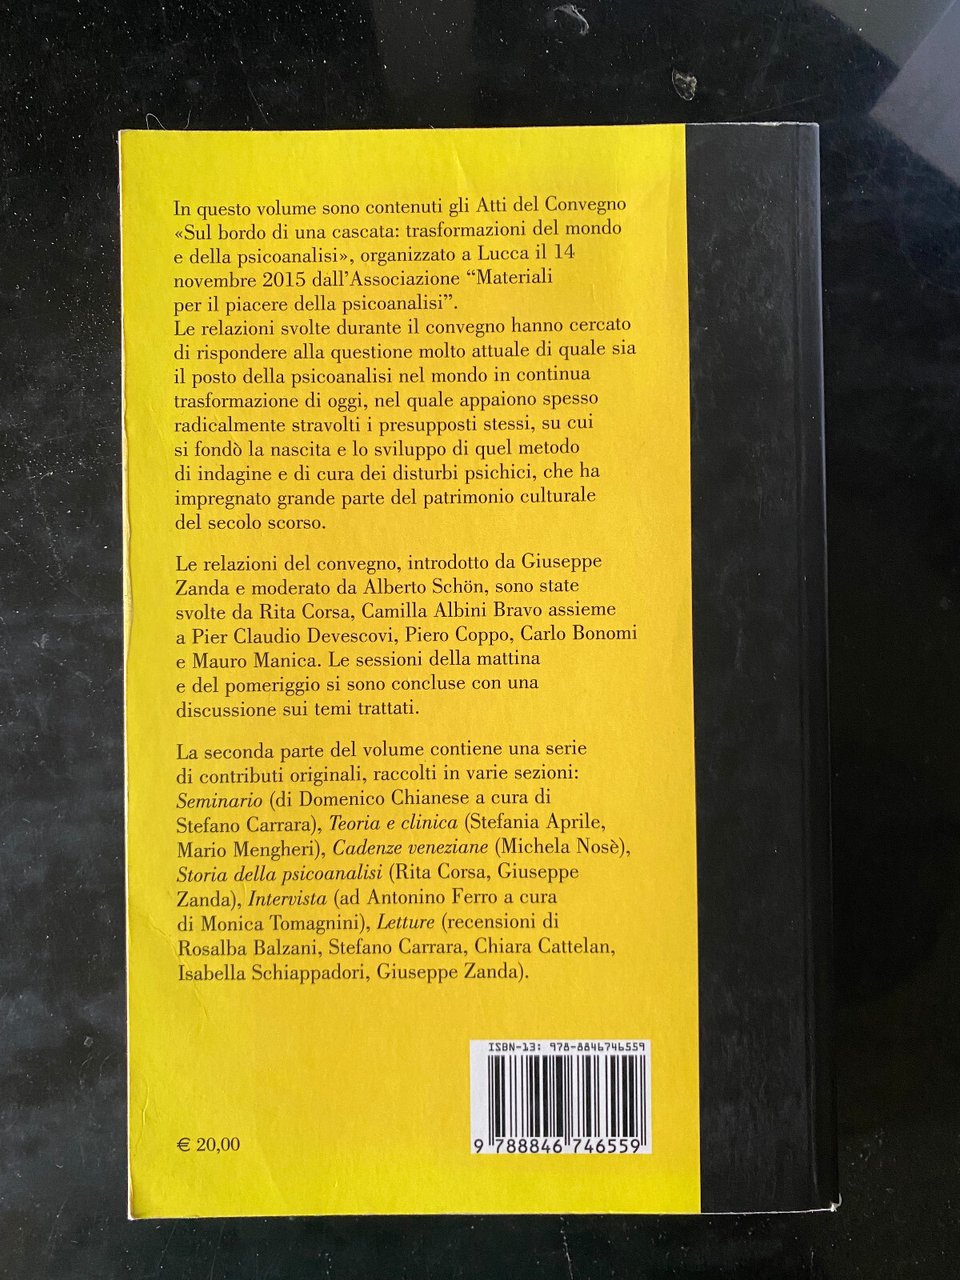 In questo volume sono contenuti gli Atti del Convegno
«Sul bordo di una cascata: trasformazioni del mondo
e della psicoanalisi», organizzato a Lucca il 14
novembre 2015 dall'Associazione “Materiali
per il piacere della psicoanalisi”.
Le relazioni svolte durante il convegno hanno cercato
di rispondere alla questione molto attuale di quale sia
il posto della psicoanalisi nel mondo in continua
trasformazione di oggi, nel quale appaiono spesso
radicalmente stravolti i presupposti stessi, su cui
si fondò la nascita e lo sviluppo di quel metodo
di indagine e di cura dei disturbi psichici, che ha
impregnato grande parte del patrimonio culturale
del secolo scorso.
Le relazioni del convegno, introdotto da Giuseppe
Zanda e moderato da Alberto Schön, sono state
svolte da Rita Corsa, Camilla Albini Bravo assieme
a Pier Claudio Devescovi, Piero Coppo, Carlo Bonomi
e Mauro Manica. Le sessioni della mattina
e del pomeriggio si sono concluse con una
discussione sui temi trattati.
La seconda parte del volume contiene una serie
di contributi originali, raccolti in varie sezioni:
Seminario (di Domenico Chianese a cura di
Stefano Carrara), Teoria e clinica (Stefania Aprile,
Mario Mengheri), Cadenze veneziane (Michela Nosè),
Storia della psicoanalisi (Rita Corsa, Giuseppe
Zanda), Intervista (ad Antonino Ferro a cura
di Monica Tomagnini), Letture (recensioni di
Rosalba Balzani, Stefano Carrara, Chiara Cattelan,
Isabella Schiappadori, Giuseppe Zanda).
ISBN-13: 978-8846746559
9 788846 746559
€ 20,00